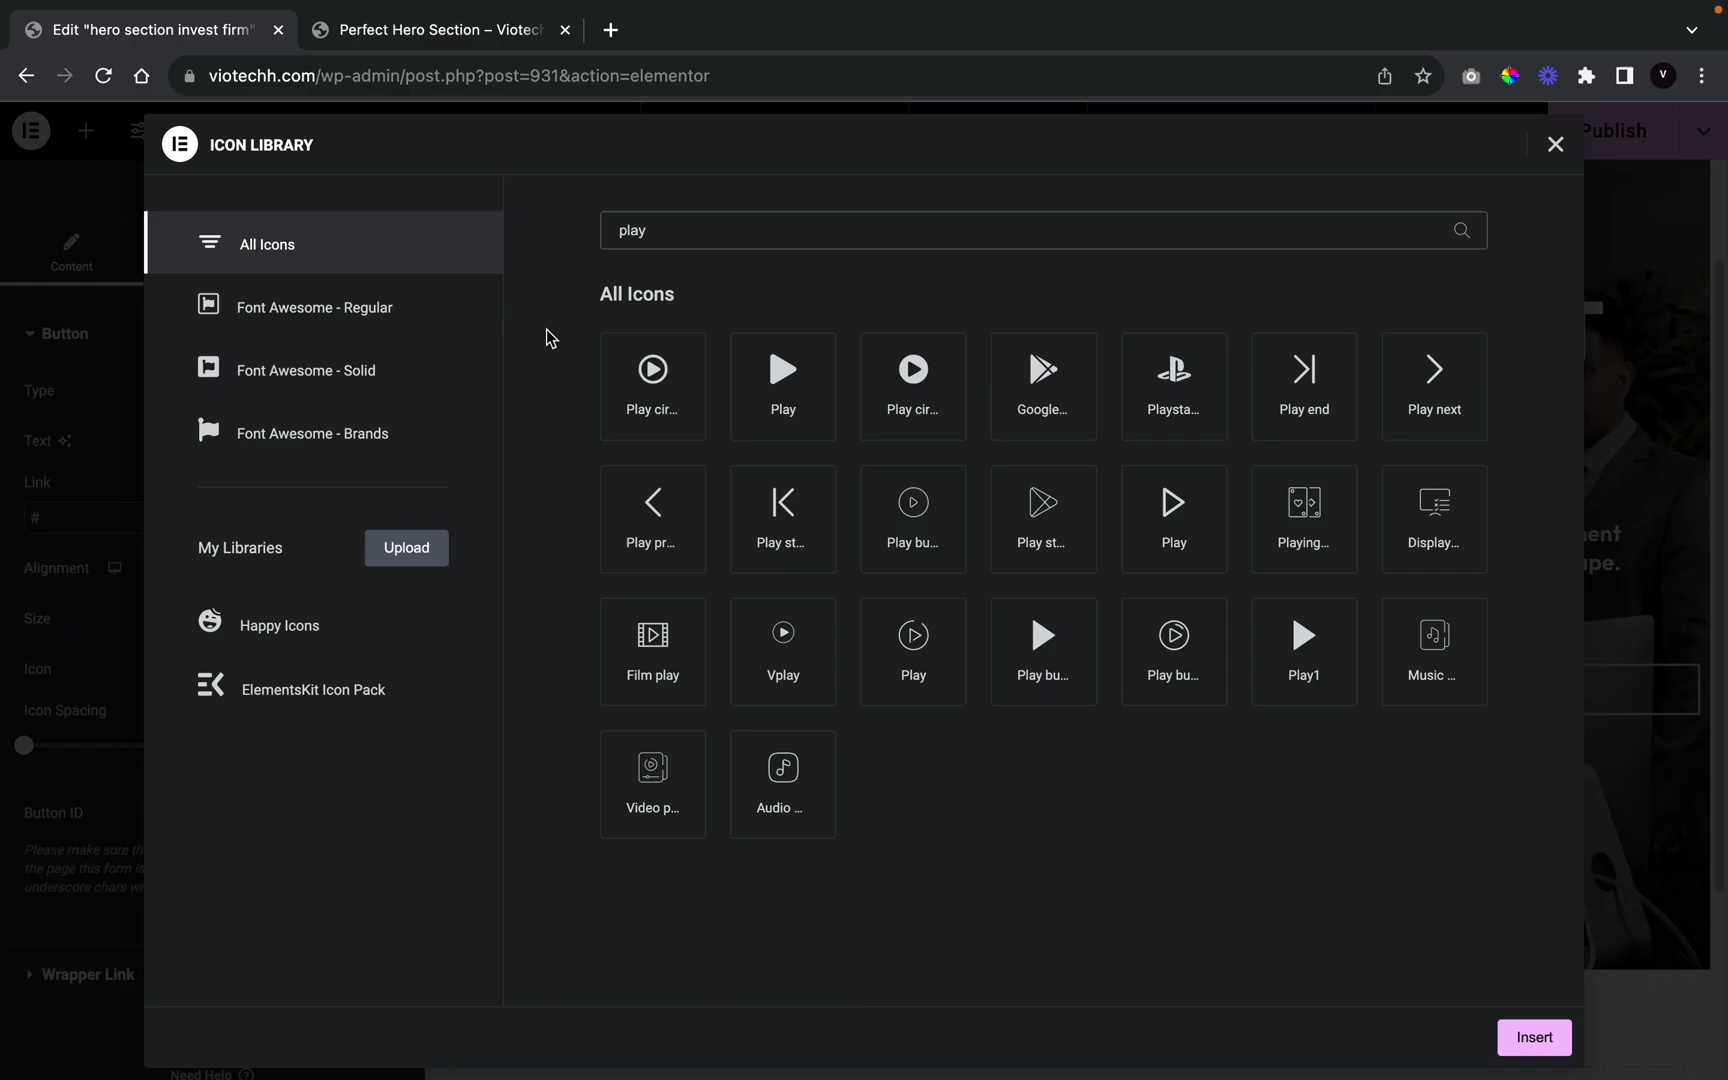 Edit "hero section invest firm"
Perfect Hero Section – Viotech
viotechh.com/wp-admin/post.php?post=931&action=elementor
V
Publish
ICON LIBRARY
Content
Button
Type
Text
Link
#
Alignment
Size
Icon
Icon Spacing
Button ID
Please make sure th
the page this form is
underscore chars wi
Wrapper Link
Need Help
All Icons
Font Awesome - Regular
Font Awesome - Solid
Font Awesome - Brands
My Libraries
Upload
Happy Icons
ElementsKit Icon Pack
play
All Icons
Play cir...
Play
Play cir...
Google...
Playsta...
Play end
Play next
Play pr...
Play st...
Play bu...
Play st...
Play
Playing...
Display...
Film play
Vplay
Play
Play bu...
Play bu...
Play1
Music ...
Video p...
Audio ...
Insert